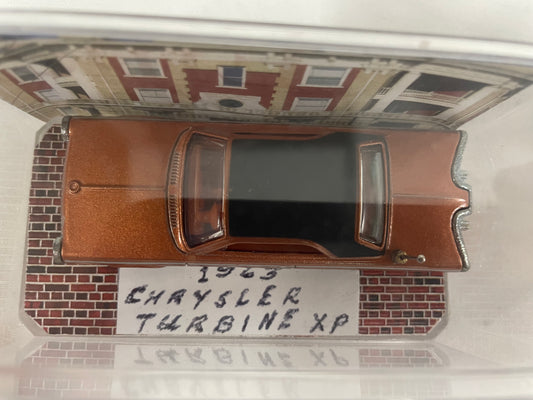 1963
CHRYSLER
TURBINE XP